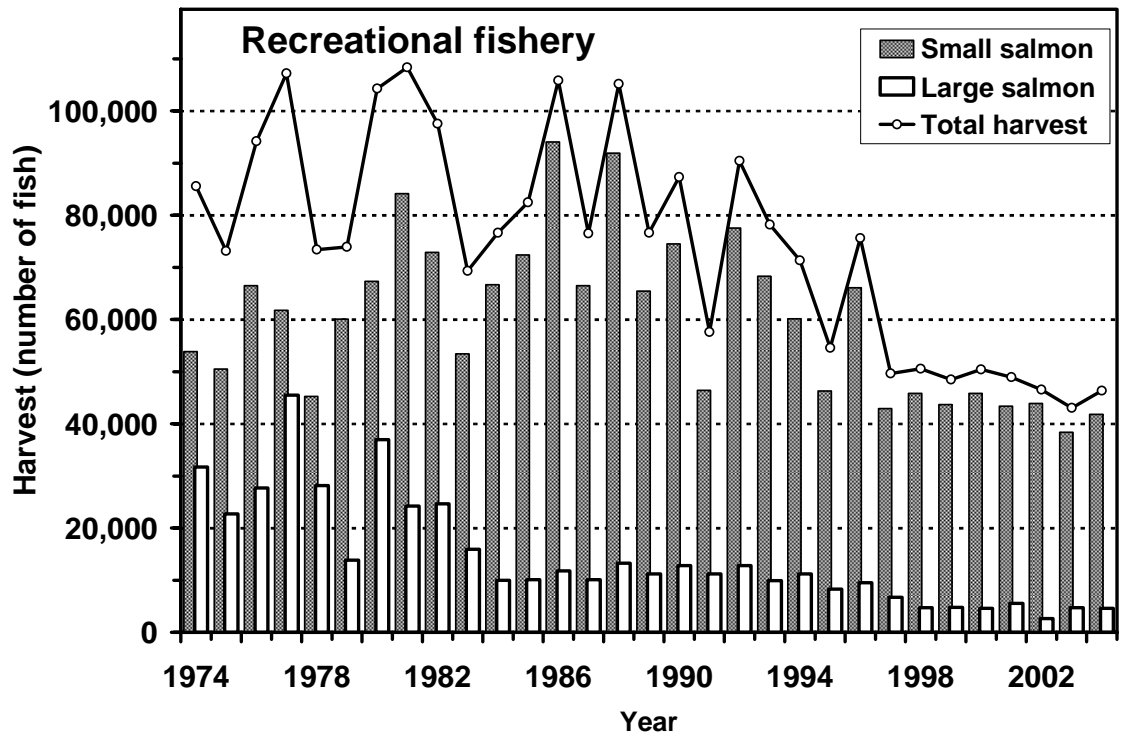 Recreational fishery
Small salmon
Large salmon
Total harvest
Harvest (number of fish)
100,000
80,000
60,000
40,000
20,000
0
1974 1978 1982 1986 1990 1994 1998 2002
Year